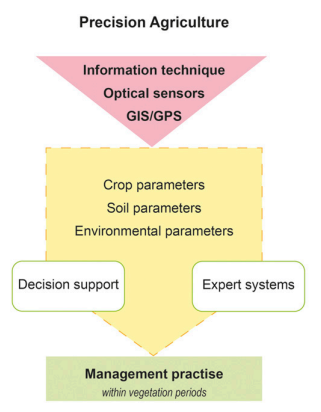 Precision Agriculture
Information technique
Optical sensors
GIS/GPS
Crop parameters
Soil parameters
Environmental parameters
Decision support
Expert systems
Management practise
within vegetation periods